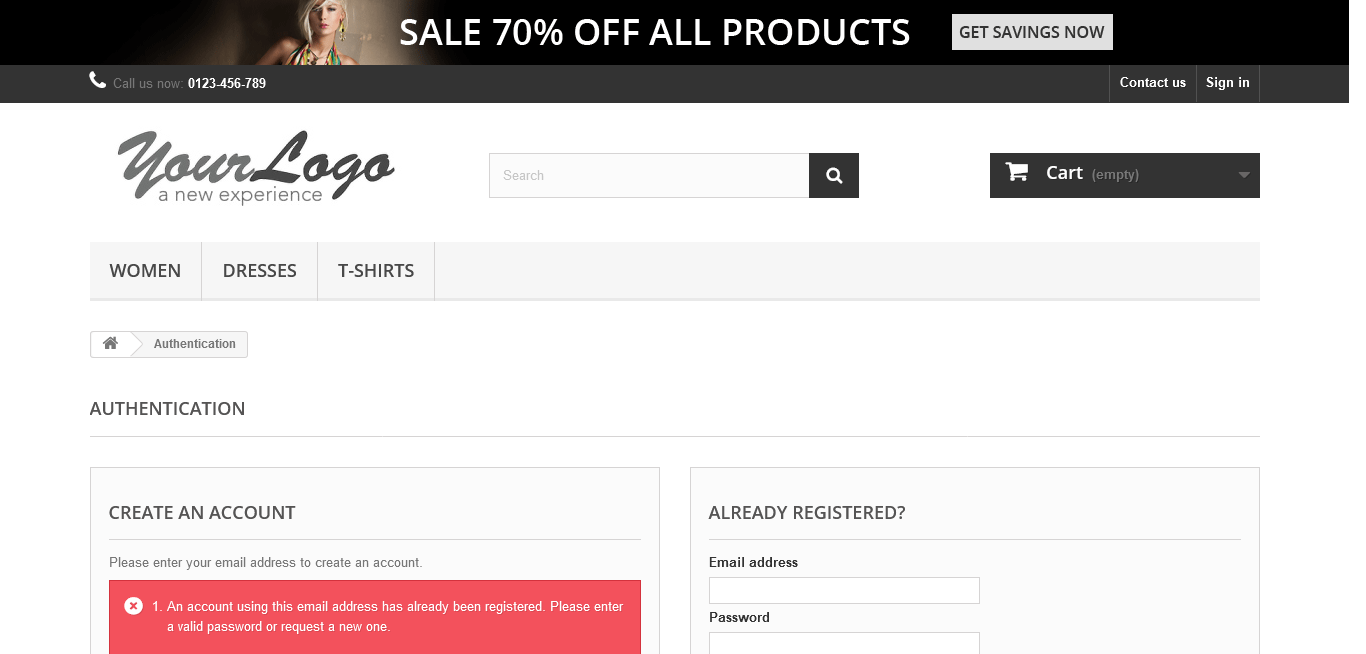 SALE 70% OFF ALL PRODUCTS
GET SAVINGS NOW
Call us now: 0123-456-789
Contact us
Sign in
Your Logo
a new experience
Search
Cart (empty)
WOMEN
DRESSES
T-SHIRTS
Authentication
AUTHENTICATION
CREATE AN ACCOUNT
Please enter your email address to create an account.
1. An account using this email address has already been registered. Please enter
a valid password or request a new one.
ALREADY REGISTERED?
Email address
Password